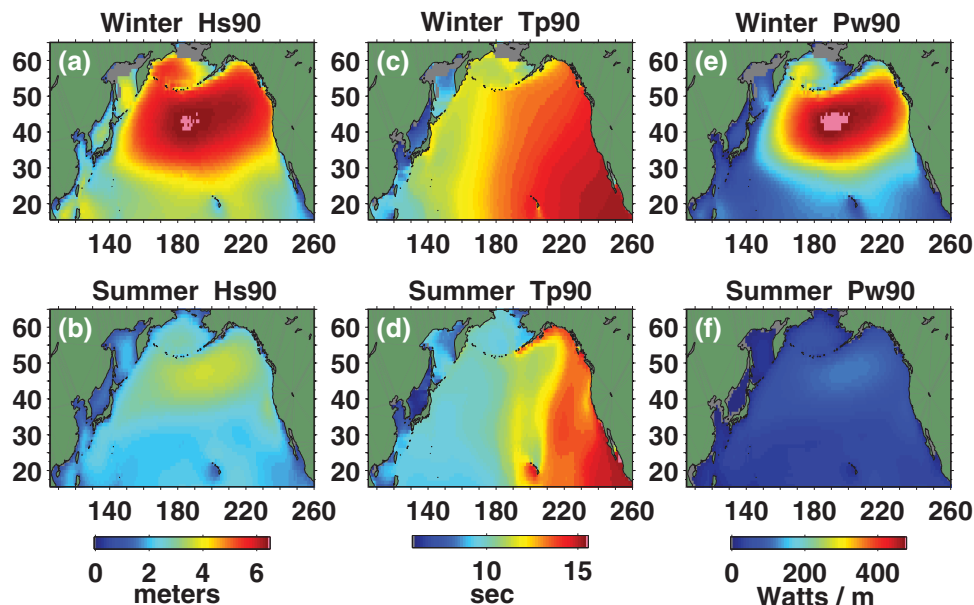 Winter Hs90
Winter Tp90
Winter Pw90
(a)
(c)
(e)
60
50
40
30
20
60
50
40
30
20
60
50
40
30
20
140 180 220 260
140 180 220 260
140 180 220 260
Summer Hs90
Summer Tp90
Summer Pw90
(b)
(d)
(f)
60
50
40
30
20
60
50
40
30
20
60
50
40
30
20
140 180 220 260
140 180 220 260
140 180 220 260
0 2 4 6
meters
10 15
sec
0 200 400
Watts / m